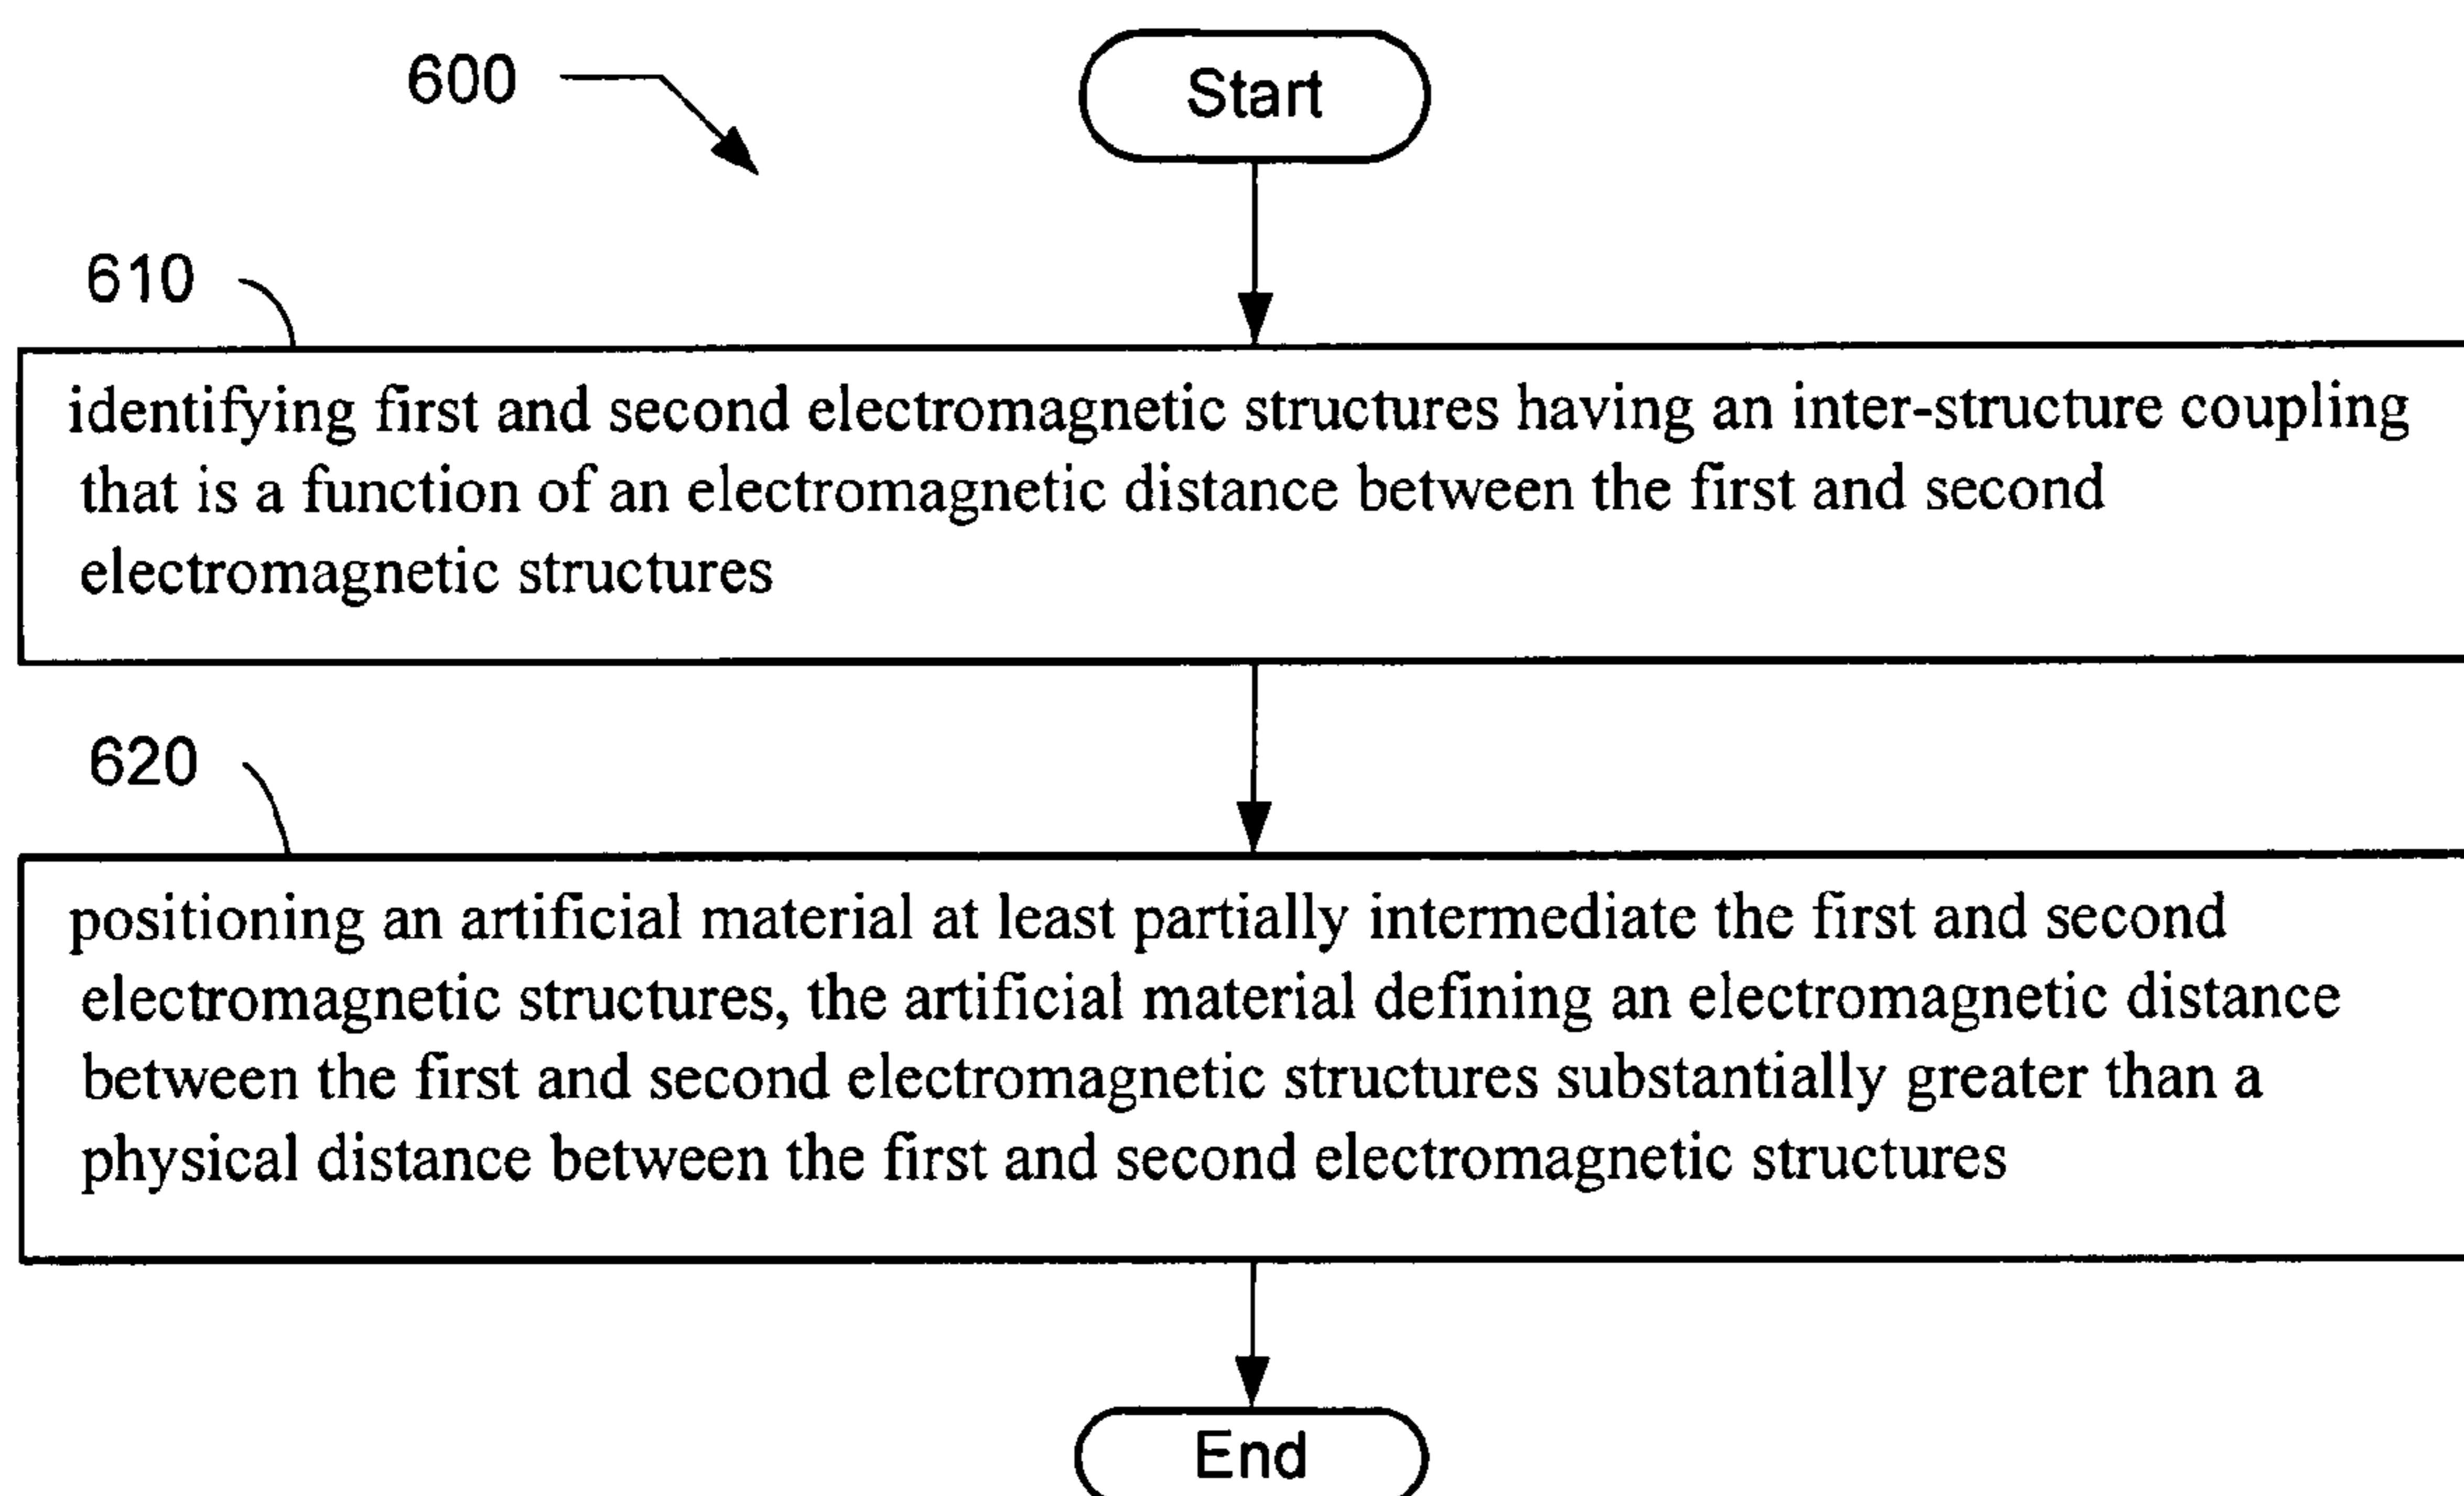 600
Start
610
identifying first and second electromagnetic structures having an inter-structure coupling
that is a function of an electromagnetic distance between the first and second
electromagnetic structures
620
positioning an artificial material at least partially intermediate the first and second
electromagnetic structures, the artificial material defining an electromagnetic distance
between the first and second electromagnetic structures substantially greater than a
physical distance between the first and second electromagnetic structures
End